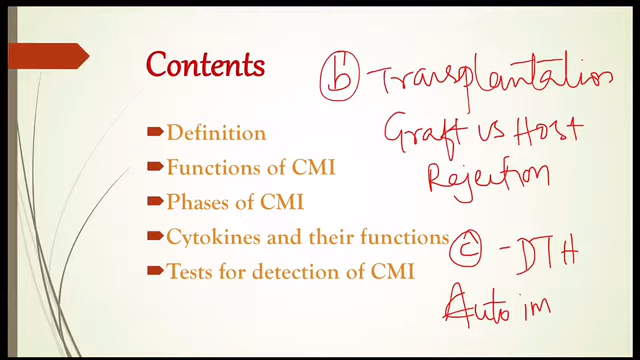 Contents
Definition
Functions of CMI
Phases of CMI
Cytokines and their functions
Tests for detection of CMI
b Transplantation
Graft vs Host
Rejection
c - DTH
Auto im